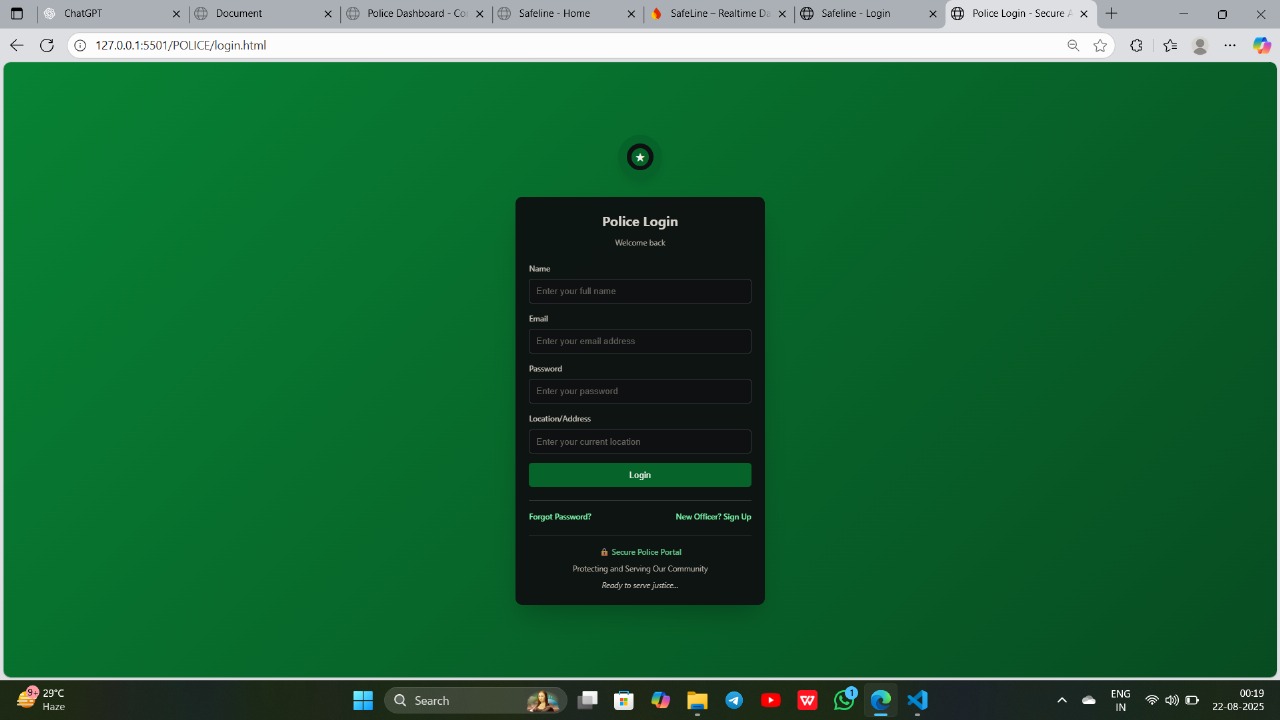 ChatGPT
Document
Police Dashboard - Co
SafeLine - Home
SafeLine - Realtime Da
SafeLine - Login
Police Login - Secure A
127.0.0.1:5501/POLICE/login.html
Police Login
Welcome back
Name
Enter your full name
Email
Enter your email address
Password
Enter your password
Location/Address
Enter your current location
Login
Forgot Password?
New Officer? Sign Up
🔒 Secure Police Portal
Protecting and Serving Our Community
Ready to serve justice...
9+
29°C
Haze
Search
1
ENG
IN
00:19
22-08-2025